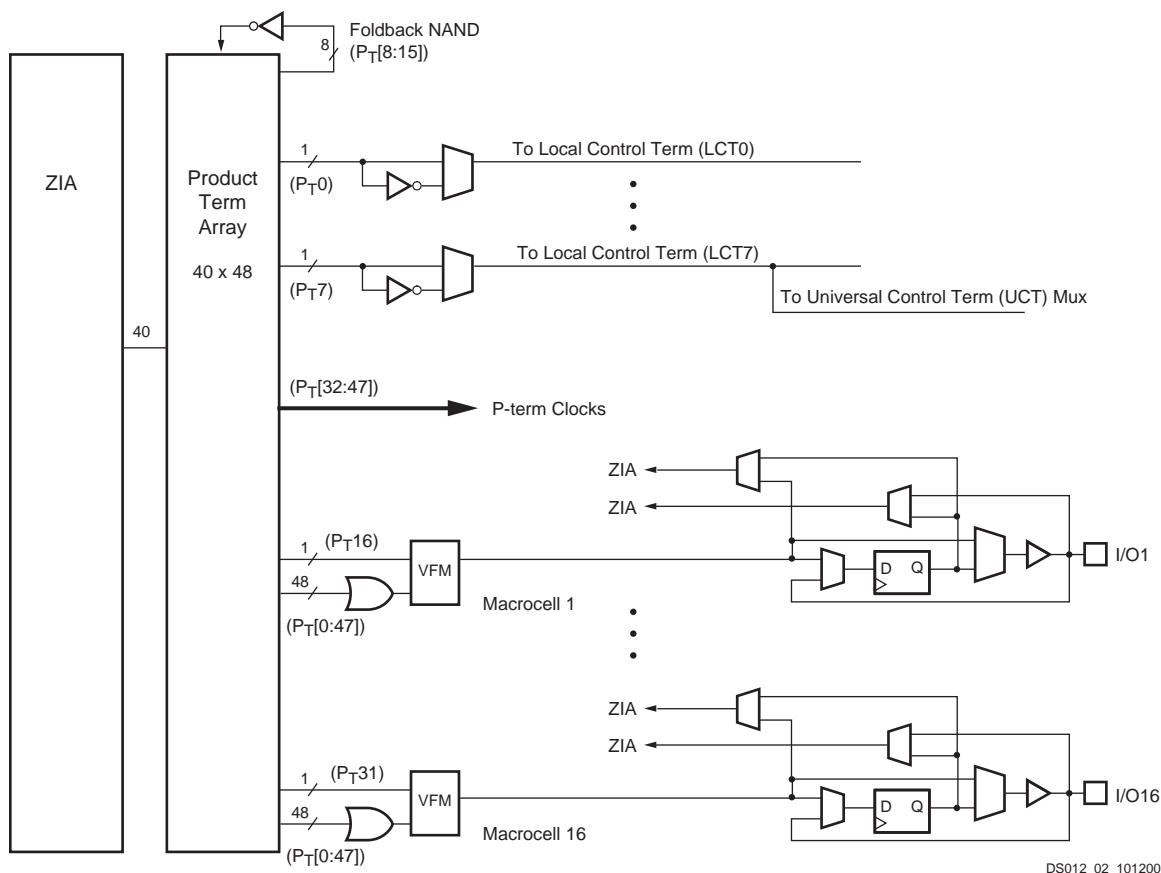 Foldback NAND
8
(PT[8:15])
ZIA
Product
Term
Array
40 x 48
40
1
(PT0)
To Local Control Term (LCT0)
1
(PT7)
To Local Control Term (LCT7)
To Universal Control Term (UCT) Mux
(PT[32:47])
P-term Clocks
ZIA
ZIA
1
(PT16)
48
VFM
(PT[0:47])
Macrocell 1
D Q
I/O1
ZIA
ZIA
1
(PT31)
48
VFM
(PT[0:47])
Macrocell 16
D Q
I/O16
DS012_02_101200